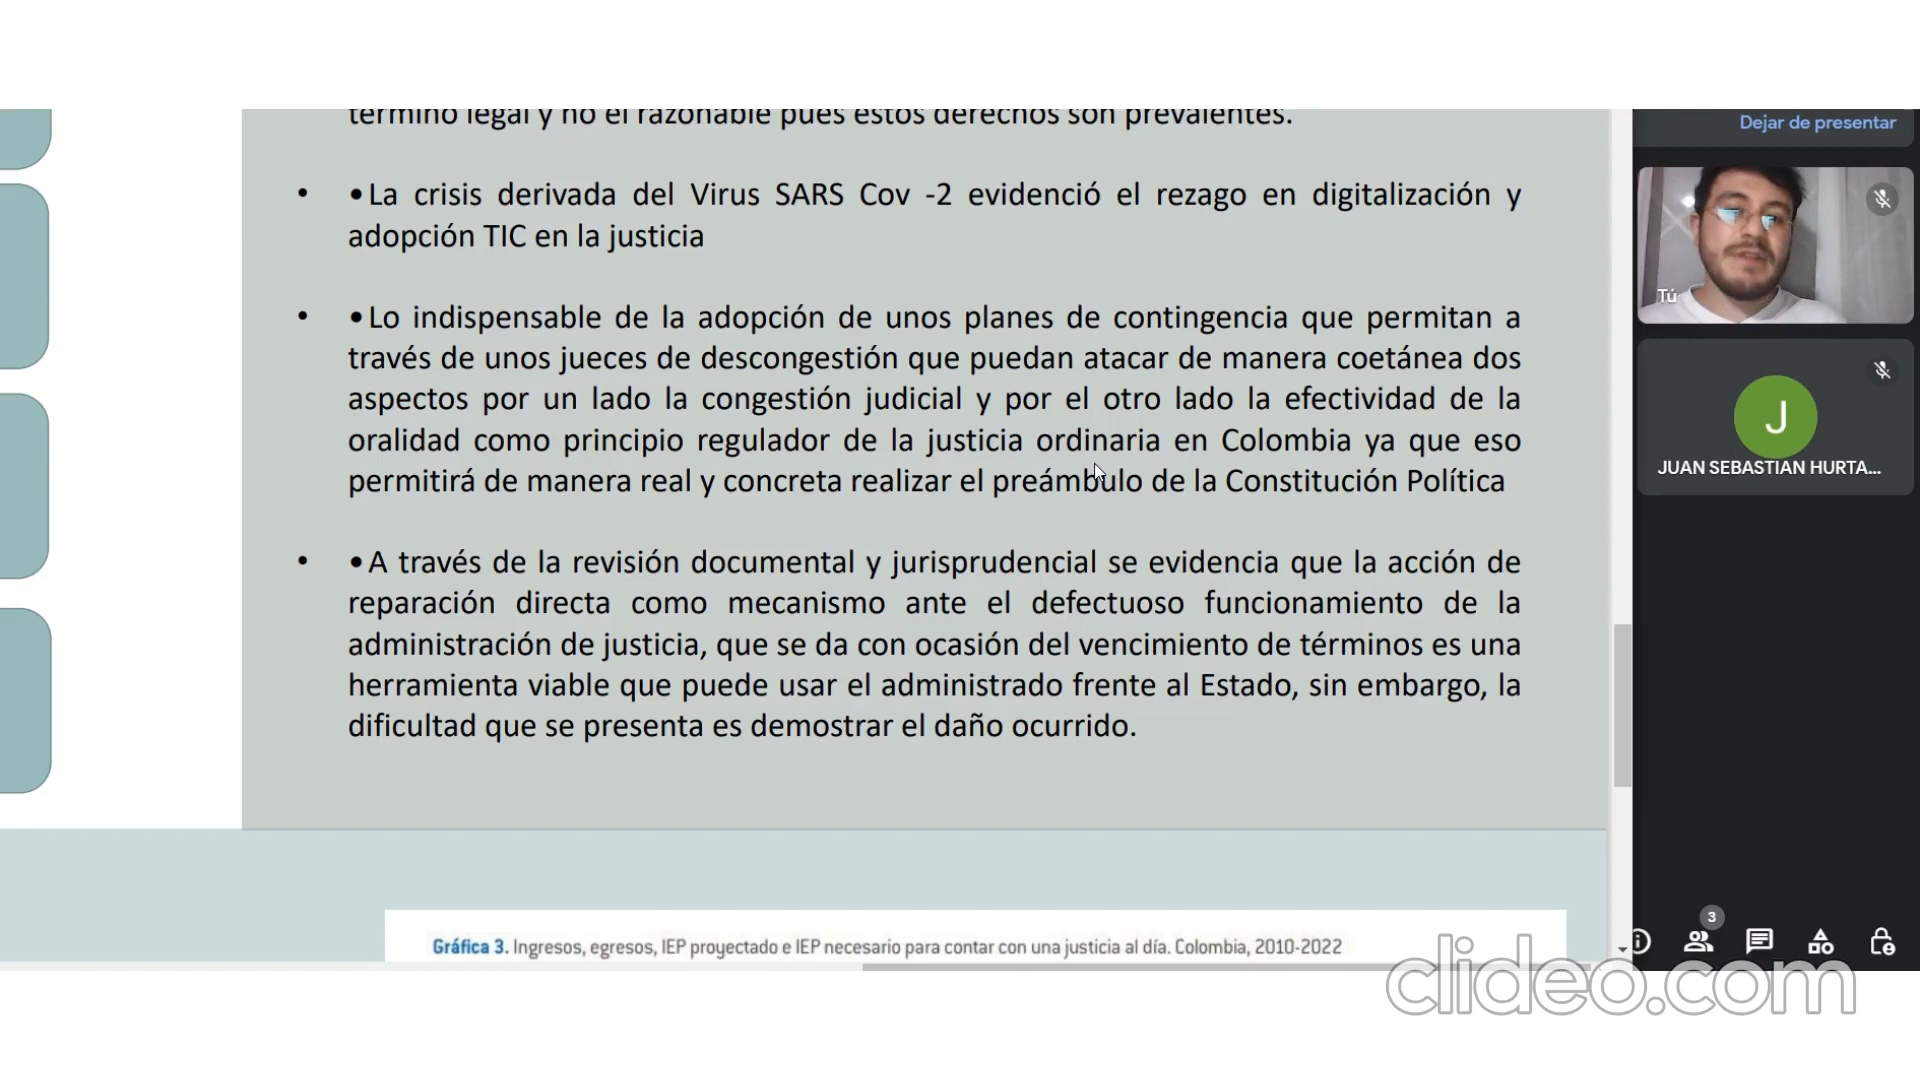 término legal y no el razonable pues estos derechos son prevalentes.
• •La crisis derivada del Virus SARS Cov -2 evidenció el rezago en digitalización y
adopción TIC en la justicia
• •Lo indispensable de la adopción de unos planes de contingencia que permitan a
través de unos jueces de descongestión que puedan atacar de manera coetánea dos
aspectos por un lado la congestión judicial y por el otro lado la efectividad de la
oralidad como principio regulador de la justicia ordinaria en Colombia ya que eso
permitirá de manera real y concreta realizar el preámbulo de la Constitución Política
• •A través de la revisión documental y jurisprudencial se evidencia que la acción de
reparación directa como mecanismo ante el defectuoso funcionamiento de la
administración de justicia, que se da con ocasión del vencimiento de términos es una
herramienta viable que puede usar el administrado frente al Estado, sin embargo, la
dificultad que se presenta es demostrar el daño ocurrido.
Gráfica 3. Ingresos, egresos, IEP proyectado e IEP necesario para contar con una justicia al día. Colombia, 2010-2022
Dejar de presentar
Tú
J
JUAN SEBASTIAN HURTA...
3
clideo.com